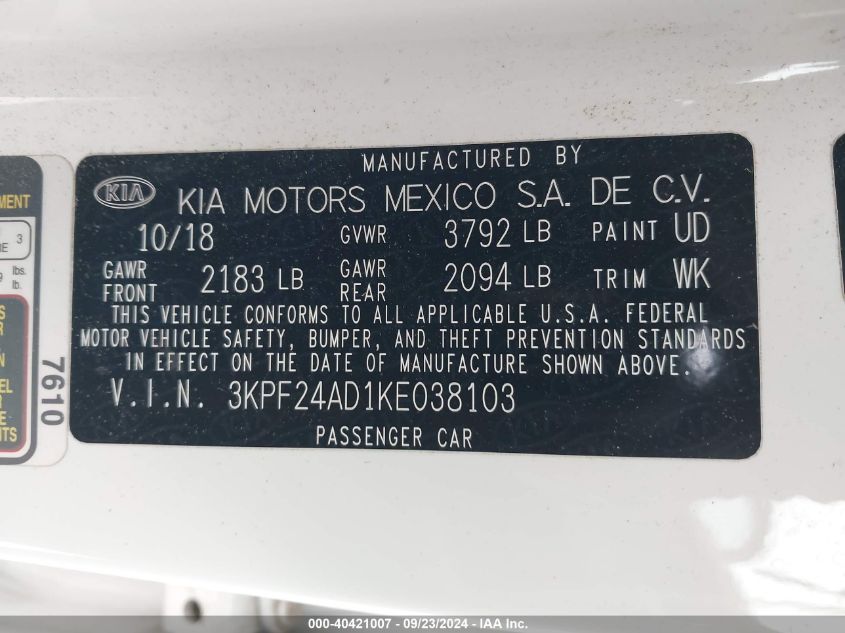 MANUFACTURED BY
KIA KIA MOTORS MEXICO S.A. DE C.V.
10/18 GVWR 3792 LB PAINT UD
GAWR FRONT 2183 LB GAWR REAR 2094 LB TRIM WK
THIS VEHICLE CONFORMS TO ALL APPLICABLE U.S.A. FEDERAL
MOTOR VEHICLE SAFETY, BUMPER, AND THEFT PREVENTION STANDARDS
IN EFFECT ON THE DATE OF MANUFACTURE SHOWN ABOVE.
V.I.N. 3KPF24AD1KE038103
PASSENGER CAR
3
lbs.
lb.
7610
000-40421007 - 09/23/2024 - IAA Inc.